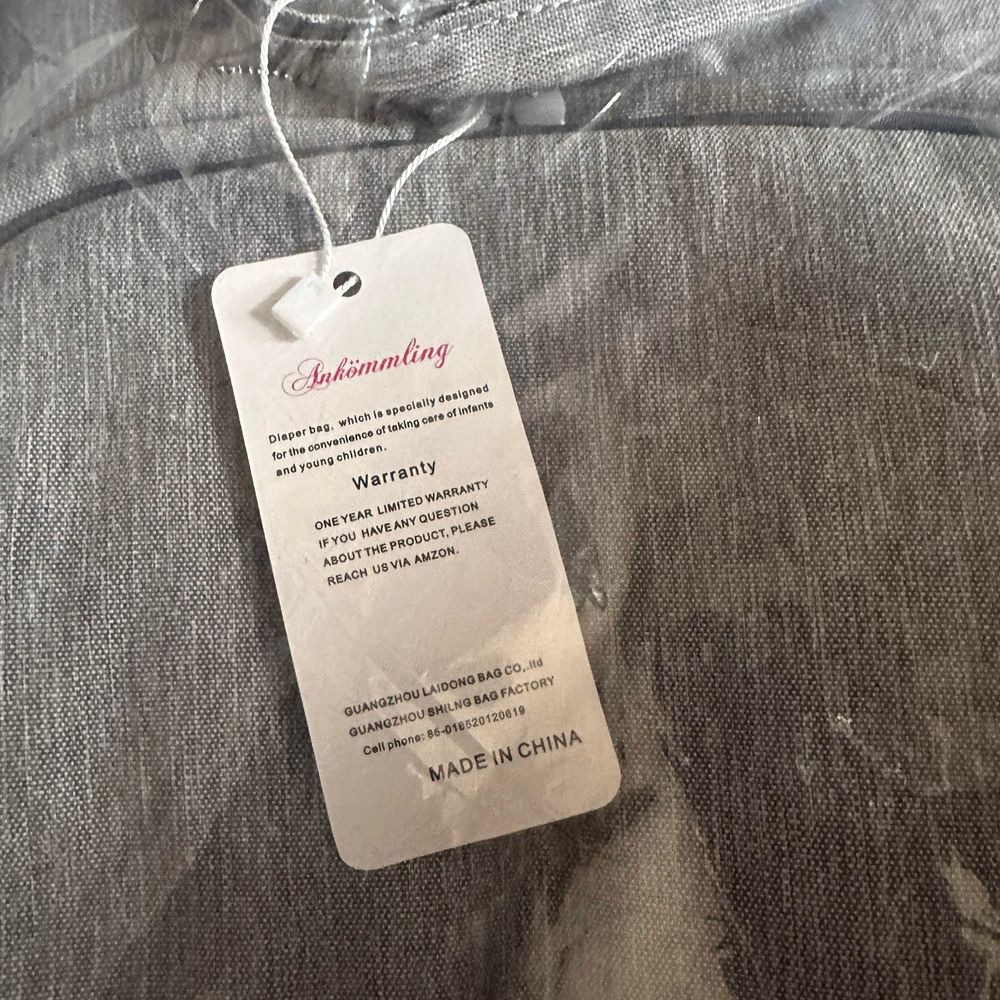 Ankömmling
Diaper bag, which is specially designed
for the convenience of taking care of infants
and young children.
Warranty
ONE YEAR LIMITED WARRANTY
IF YOU HAVE ANY QUESTION
ABOUT THE PRODUCT, PLEASE
REACH US VIA AMZON.
GUANGZHOU LAIDONG BAG CO,.ltd
GUANGZHOU SHILNG BAG FACTORY
Cell phone: 86-018520120619
MADE IN CHINA